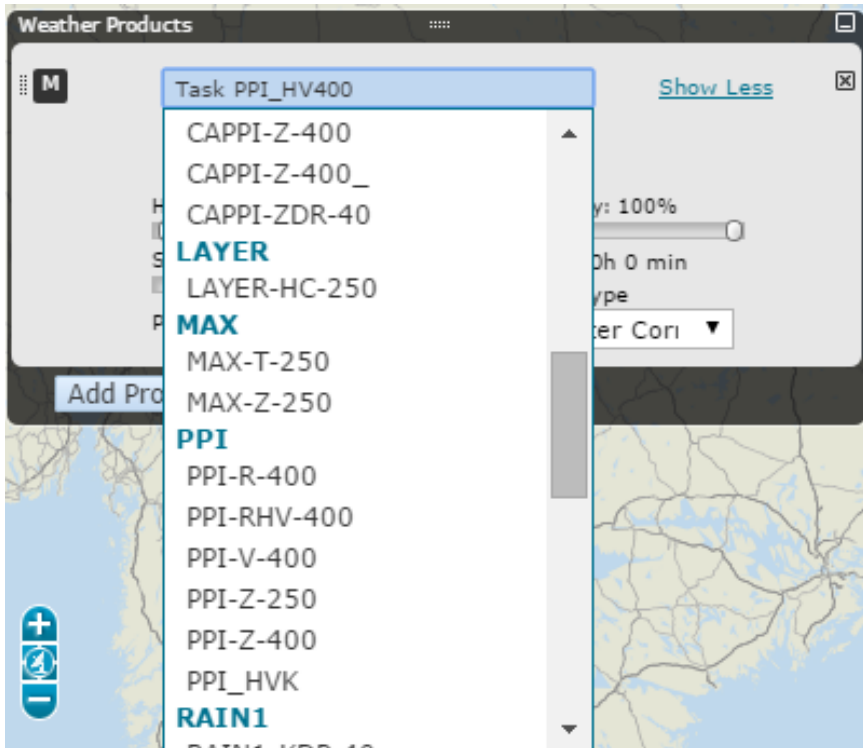 Weather Products
M
Task PPI_HV400
Show Less
CAPPI-Z-400
CAPPI-Z-400_
CAPPI-ZDR-40
y: 100%
LAYER
0h 0 min
LAYER-HC-250
ype
MAX
ter Corr
MAX-T-250
Add Pro
MAX-Z-250
PPI
PPI-R-400
PPI-RHV-400
PPI-V-400
PPI-Z-250
PPI-Z-400
PPI_HVK
RAIN1